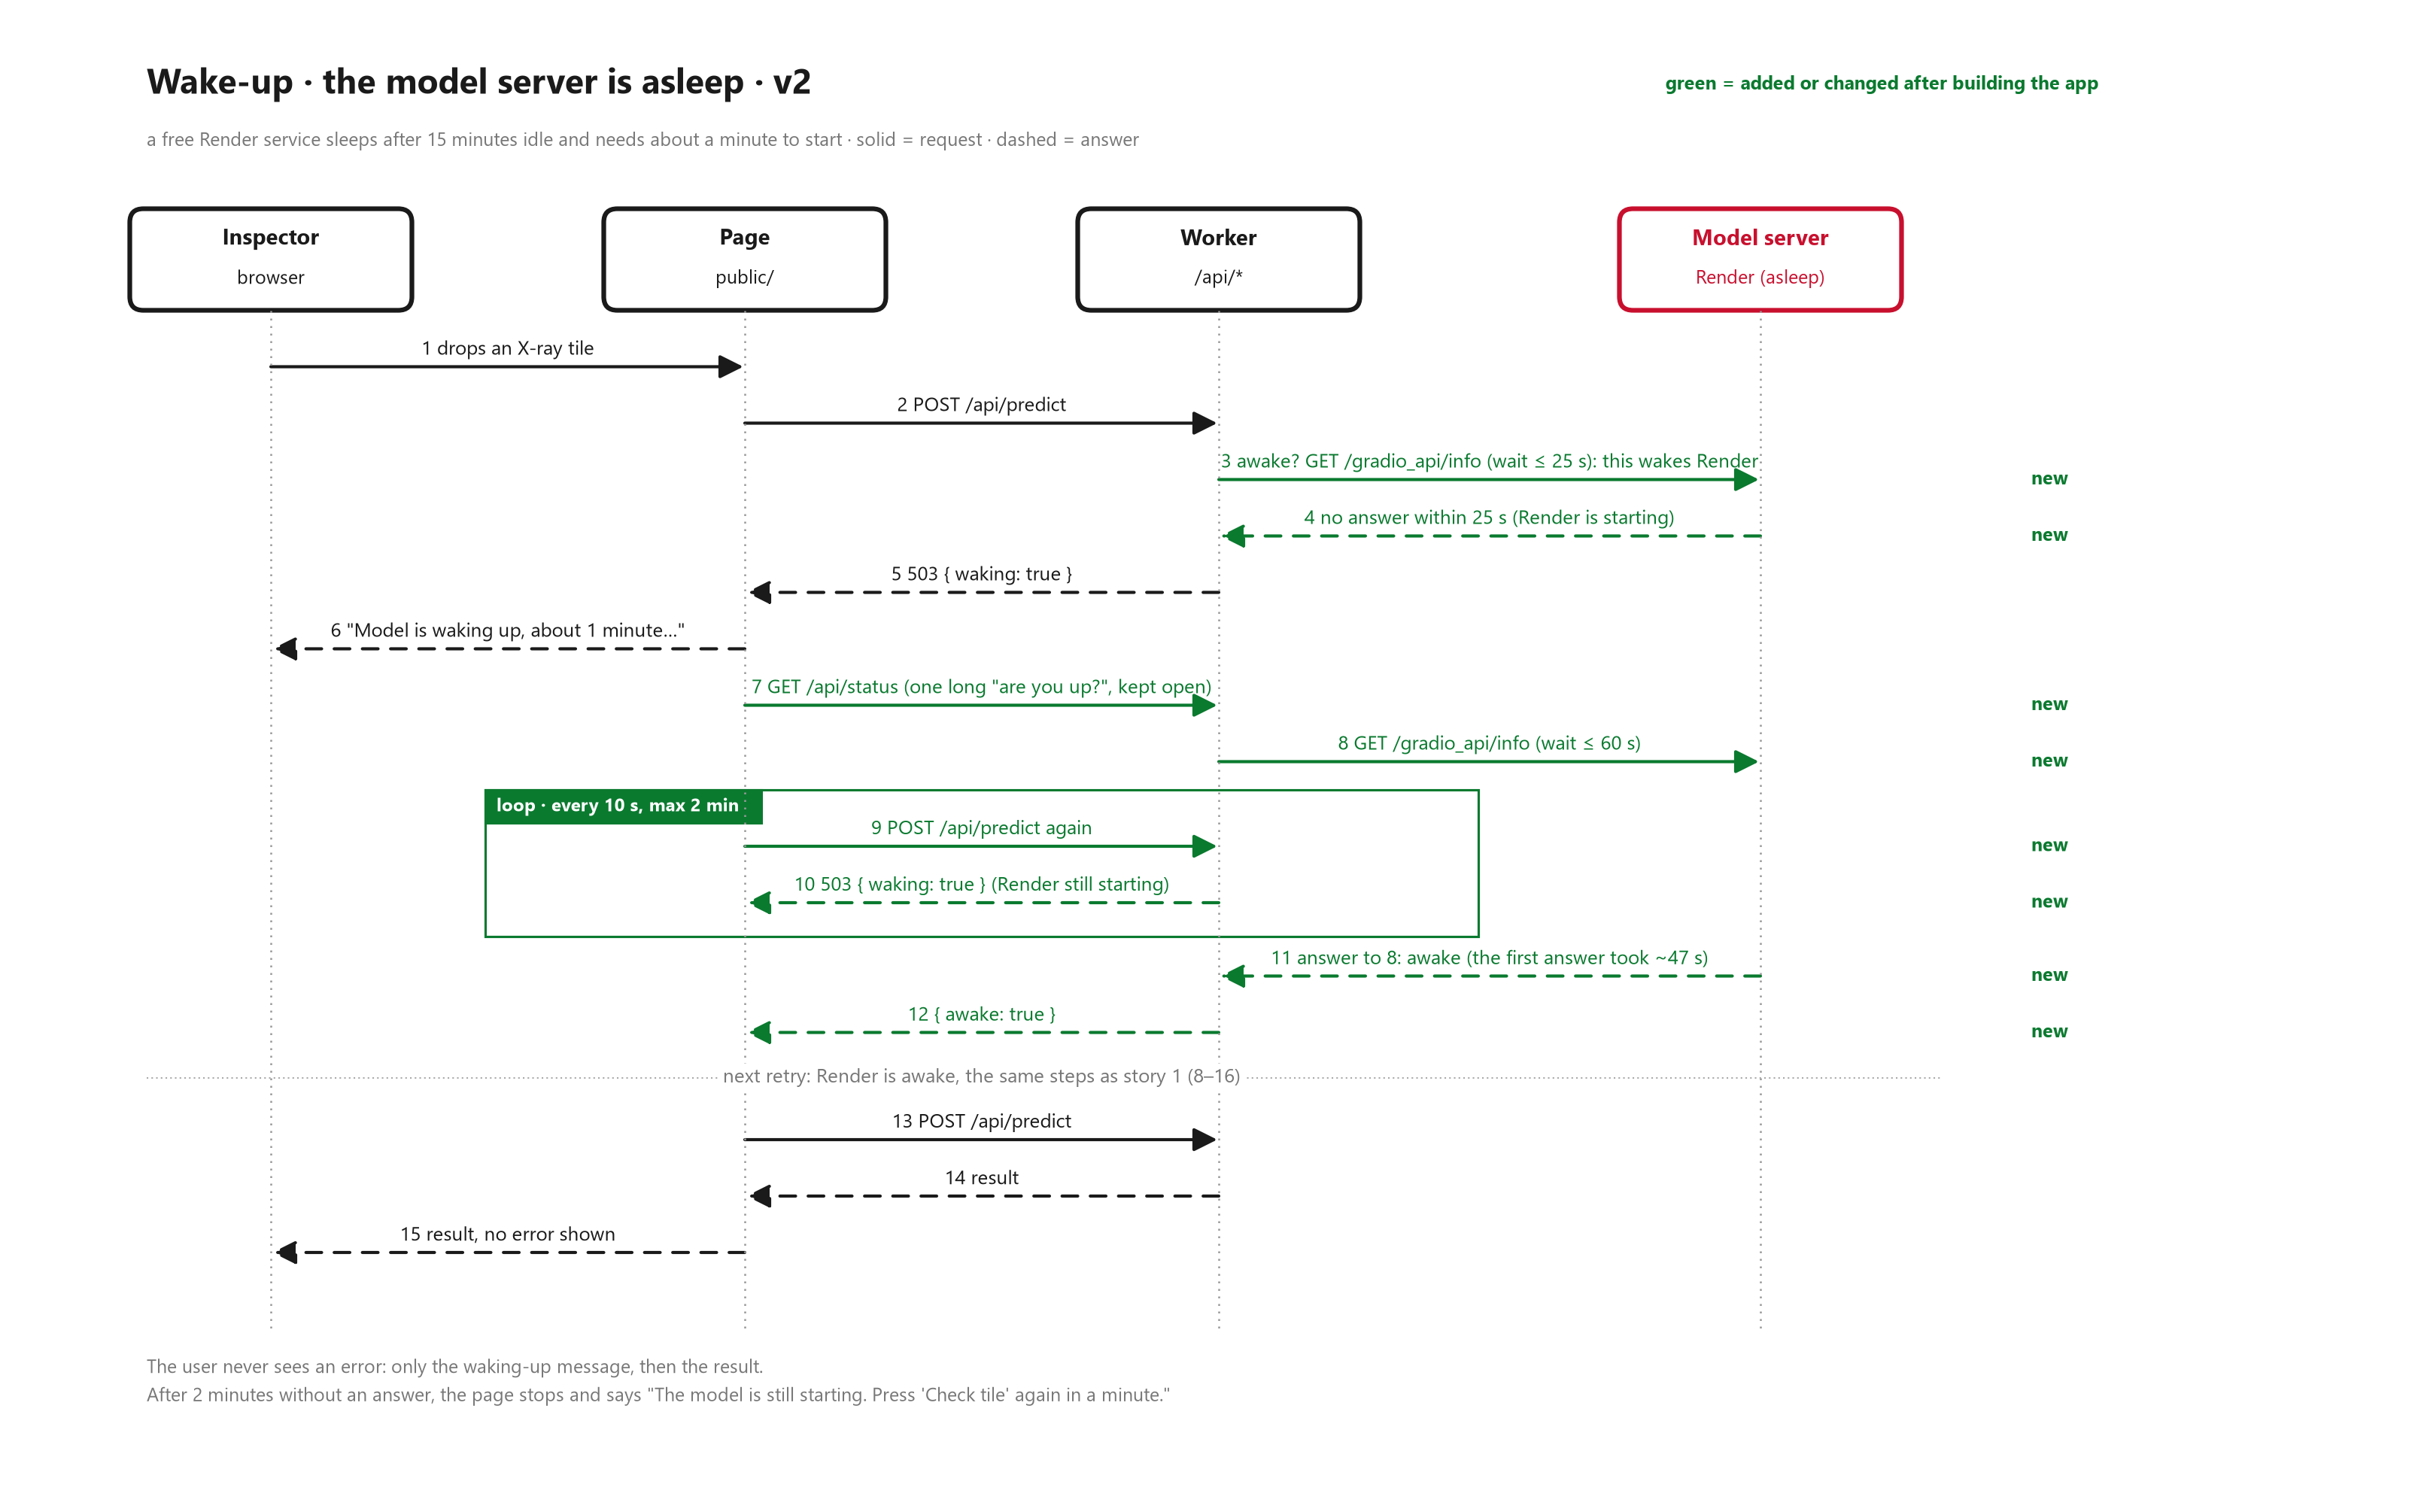 Wake-up · the model server is asleep · v2
green = added or changed after building the app
a free Render service sleeps after 15 minutes idle and needs about a minute to start · solid = request · dashed = answer
Inspector
browser
Page
public/
Worker
/api/*
Model server
Render (asleep)
1 drops an X-ray tile
2 POST /api/predict
3 awake? GET /gradio_api/info (wait ≤ 25 s): this wakes Render
new
4 no answer within 25 s (Render is starting)
new
5 503 { waking: true }
6 "Model is waking up, about 1 minute..."
7 GET /api/status (one long "are you up?", kept open)
new
8 GET /gradio_api/info (wait ≤ 60 s)
new
loop · every 10 s, max 2 min
9 POST /api/predict again
new
10 503 { waking: true } (Render still starting)
new
11 answer to 8: awake (the first answer took ~47 s)
new
12 { awake: true }
new
next retry: Render is awake, the same steps as story 1 (8–16)
13 POST /api/predict
14 result
15 result, no error shown
The user never sees an error: only the waking-up message, then the result.
After 2 minutes without an answer, the page stops and says "The model is still starting. Press 'Check tile' again in a minute."